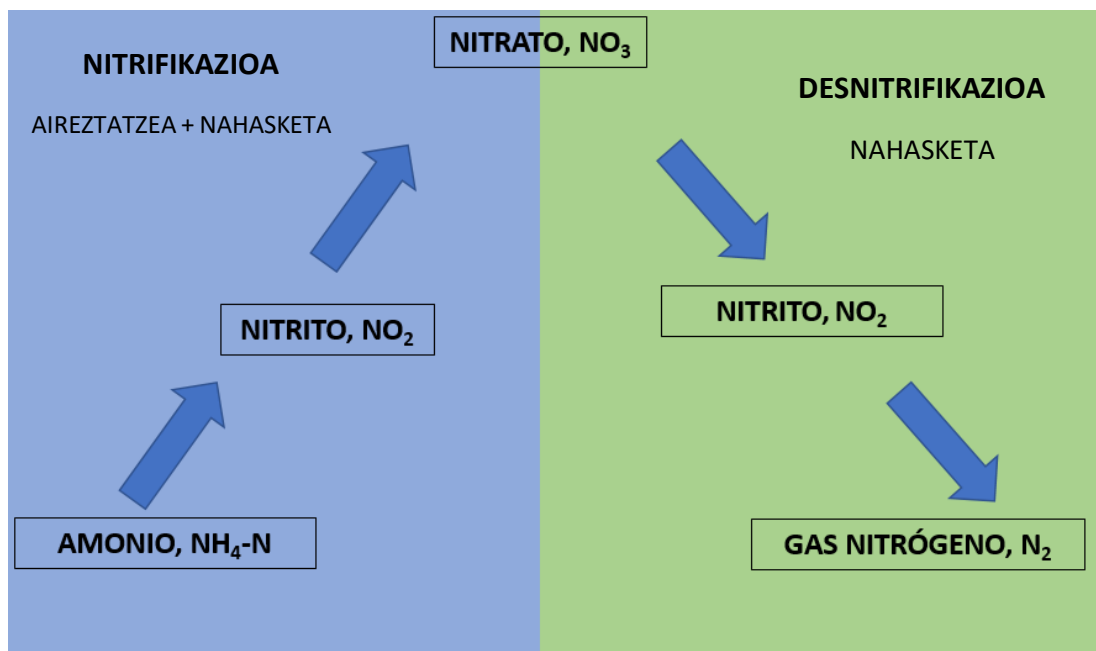 NITRATO, NO₃
NITRIFIKAZIOA
AIREZTATZEA + NAHASKETA
DESNITRIFIKAZIOA
NAHASKETA
NITRITO, NO₂
NITRITO, NO₂
AMONIO, NH₄-N
GAS NITRÓGENO, N₂